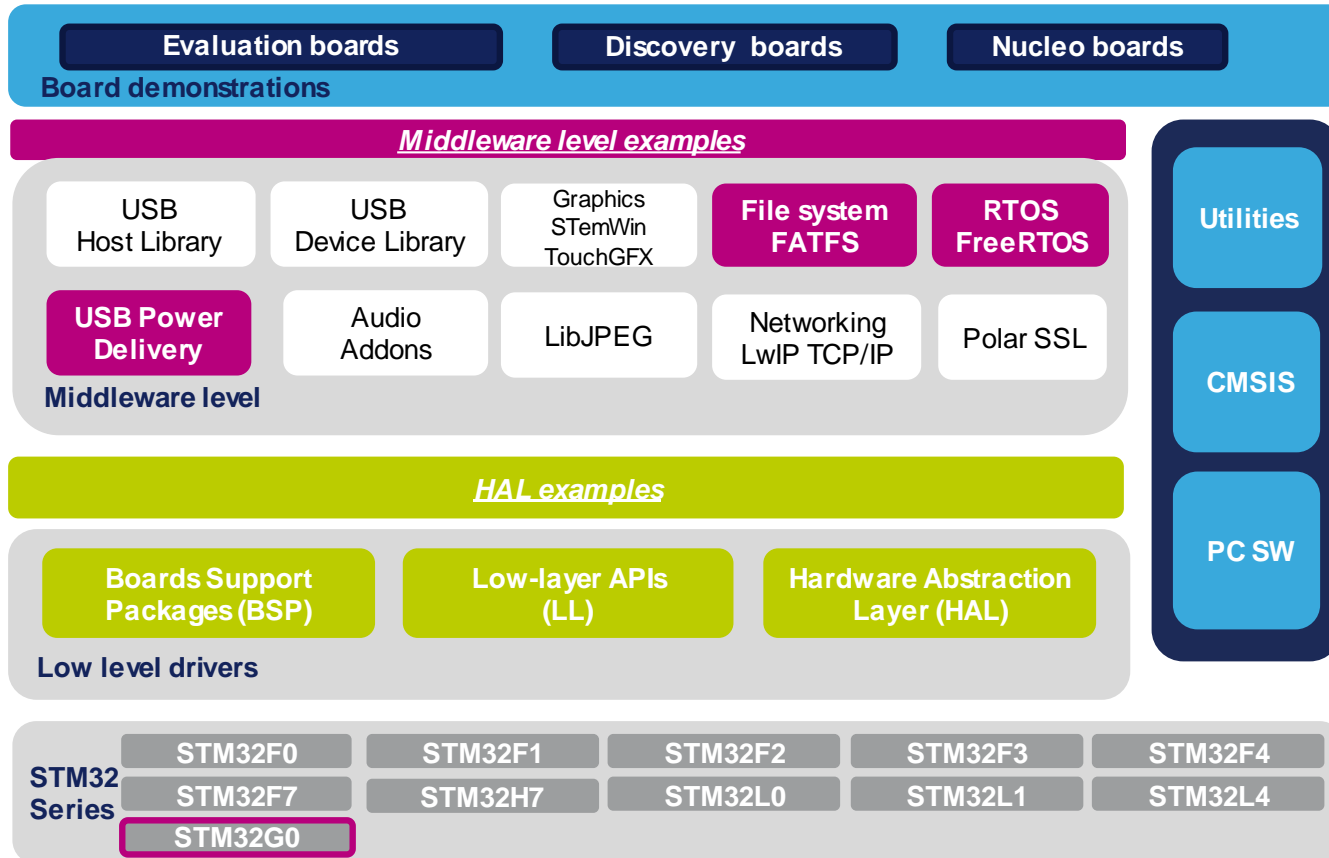 Evaluation boards
Discovery boards
Nucleo boards
Board demonstrations
Middleware level examples
USB
Host Library
USB
Device Library
Graphics
STemWin
TouchGFX
File system
FATFS
RTOS
FreeRTOS
USB Power
Delivery
Audio
Addons
LibJPEG
Networking
LwIP TCP/IP
Polar SSL
Middleware level
Utilities
CMSIS
PC SW
HAL examples
Boards Support
Packages (BSP)
Low-layer APIs
(LL)
Hardware Abstraction
Layer (HAL)
Low level drivers
STM32
Series
STM32F0
STM32F1
STM32F2
STM32F3
STM32F4
STM32F7
STM32H7
STM32L0
STM32L1
STM32L4
STM32G0